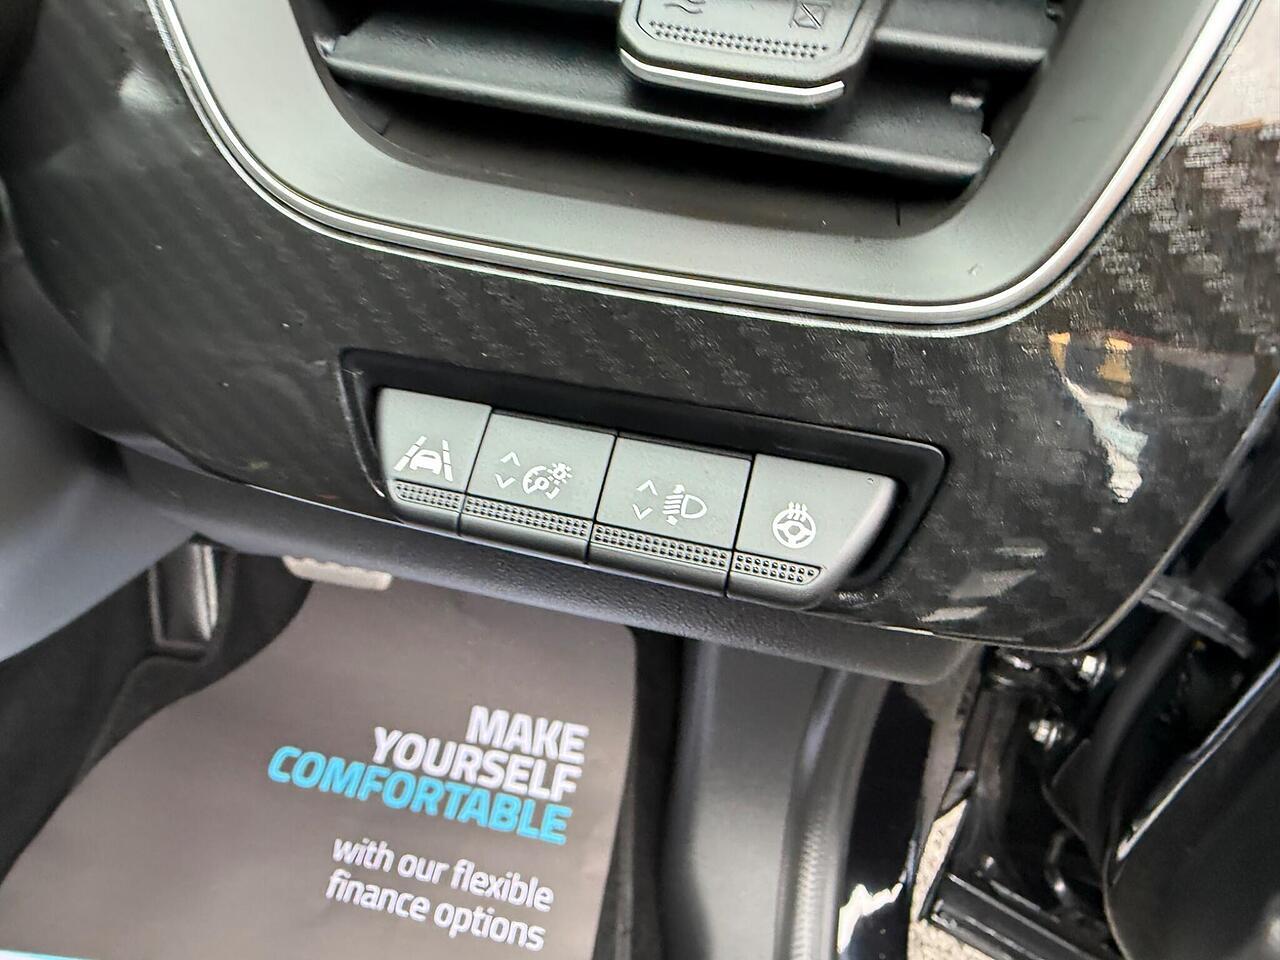 MAKE
YOURSELF
COMFORTABLE
with our flexible
finance options